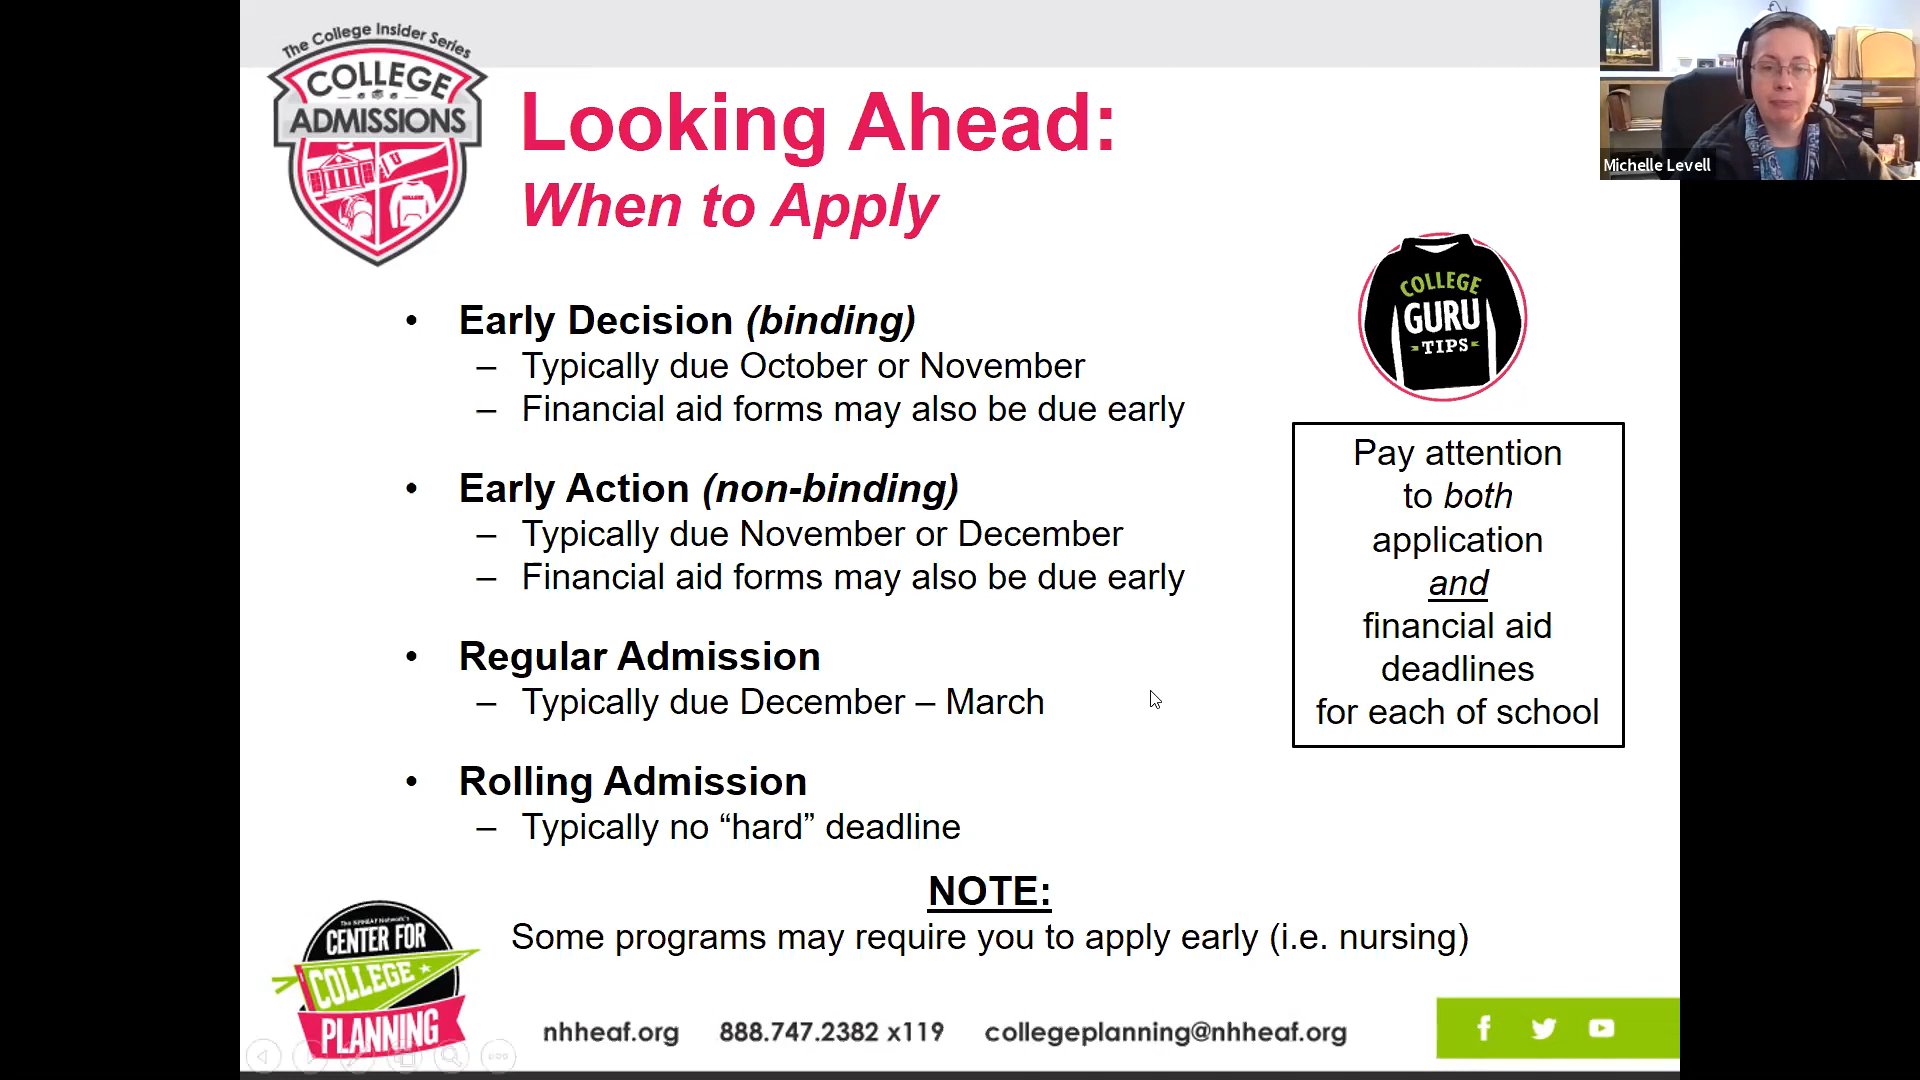 The College Insider Series
COLLEGE
ADMISSIONS
Looking Ahead:
When to Apply
Michelle Levell
COLLEGE
GURU
TIPS
• Early Decision (binding)
– Typically due October or November
– Financial aid forms may also be due early
• Early Action (non-binding)
– Typically due November or December
– Financial aid forms may also be due early
• Regular Admission
– Typically due December – March
• Rolling Admission
– Typically no “hard” deadline
Pay attention
to both
application
and
financial aid
deadlines
for each of school
NOTE:
Some programs may require you to apply early (i.e. nursing)
The NHHEAF Network's
CENTER FOR
COLLEGE
PLANNING
nhheaf.org 888.747.2382 x119 collegeplanning@nhheaf.org